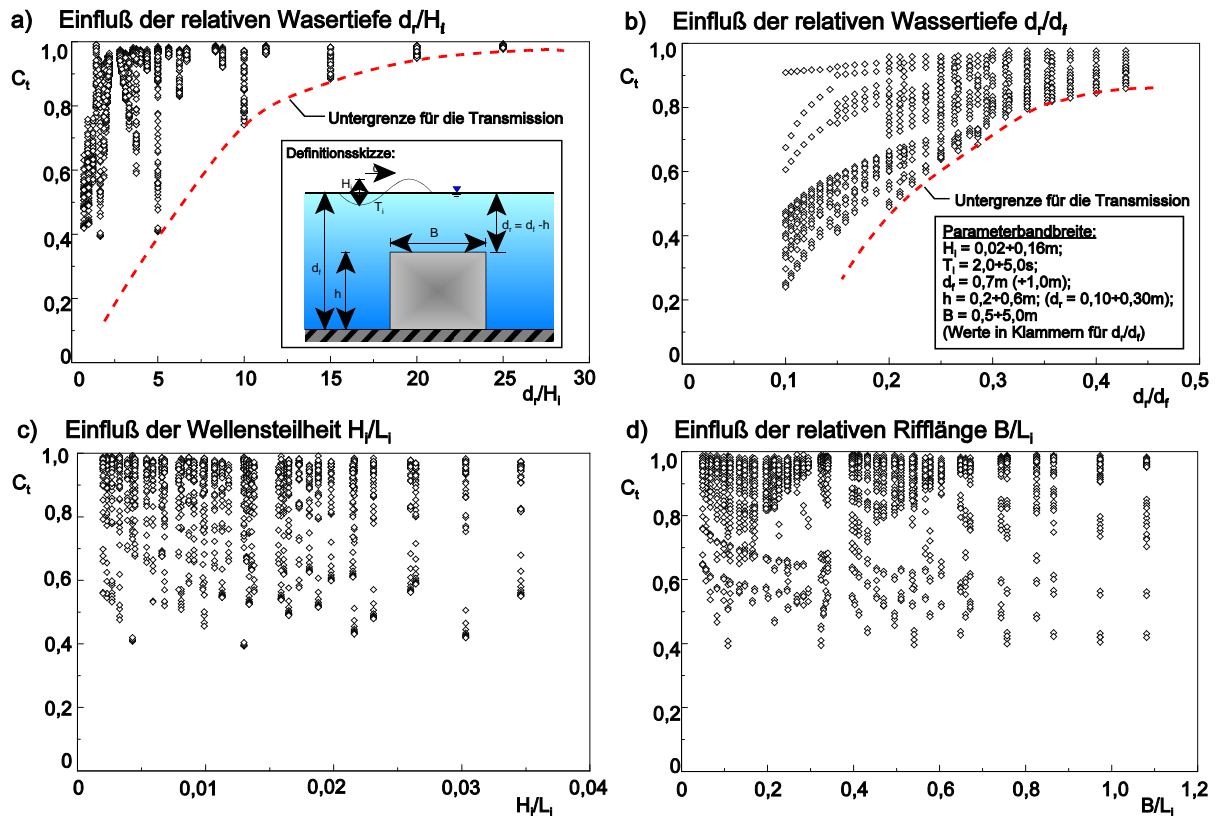 a) Einfluß der relativen Wasertiefe dr/Hi
1,0
Ct
0,8
0,6
0,4
0,2
0
0
5
10
15
20
25
30
dr/Hi
Untergrenze für die Transmission
Definitionsskizze:
H
Ti
B
dr = df -h
df
h
b) Einfluß der relativen Wassertiefe dr/df
1,0
Ct
0,8
0,6
0,4
0,2
0
0
0,1
0,2
0,3
0,4
0,5
dr/df
Untergrenze für die Transmission
Parameterbandbreite:
Hi = 0,02÷0,16m;
Ti = 2,0÷5,0s;
df = 0,7m (÷1,0m);
h = 0,2÷0,6m; (dr = 0,10÷0,30m);
B = 0,5÷5,0m
(Werte in Klammern für dr/df)
c) Einfluß der Wellensteilheit Hi/Li
1,0
Ct
0,8
0,6
0,4
0,2
0
0
0,01
0,02
0,03
0,04
Hi/Li
d) Einfluß der relativen Rifflänge B/Li
1,0
Ct
0,8
0,6
0,4
0,2
0
0
0,2
0,4
0,6
0,8
1,0
1,2
B/Li